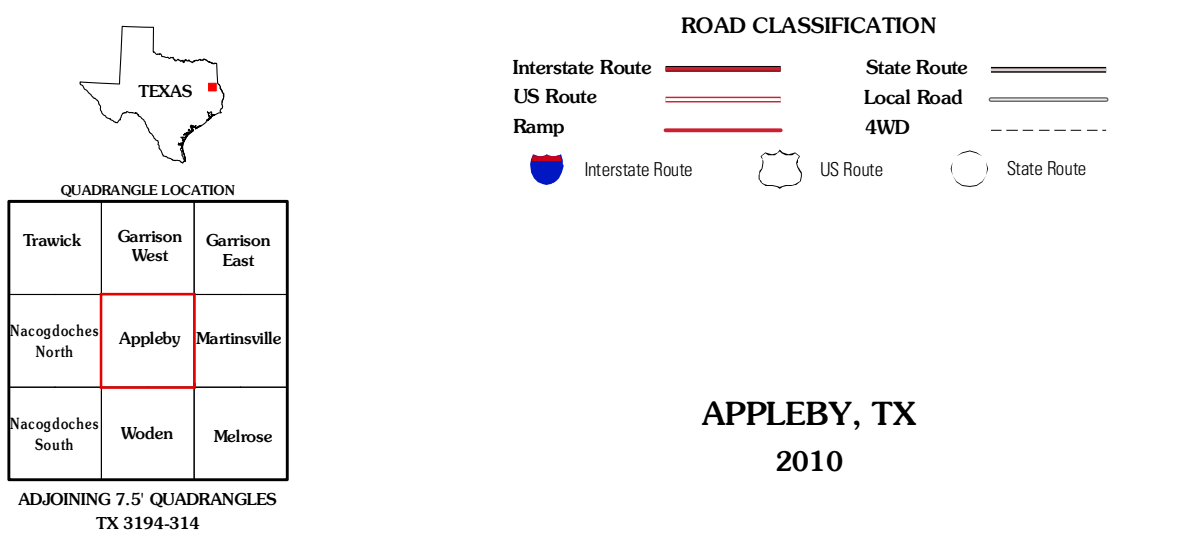 TEXAS
QUADRANGLE LOCATION
Trawick
Garrison
West
Garrison
East
Nacogdoches
North
Appleby
Martinsville
Nacogdoches
South
Woden
Melrose
ADJOINING 7.5' QUADRANGLES
TX 3194-314
ROAD CLASSIFICATION
Interstate Route
State Route
US Route
Local Road
Ramp
4WD
Interstate Route
US Route
State Route
APPLEBY, TX
2010